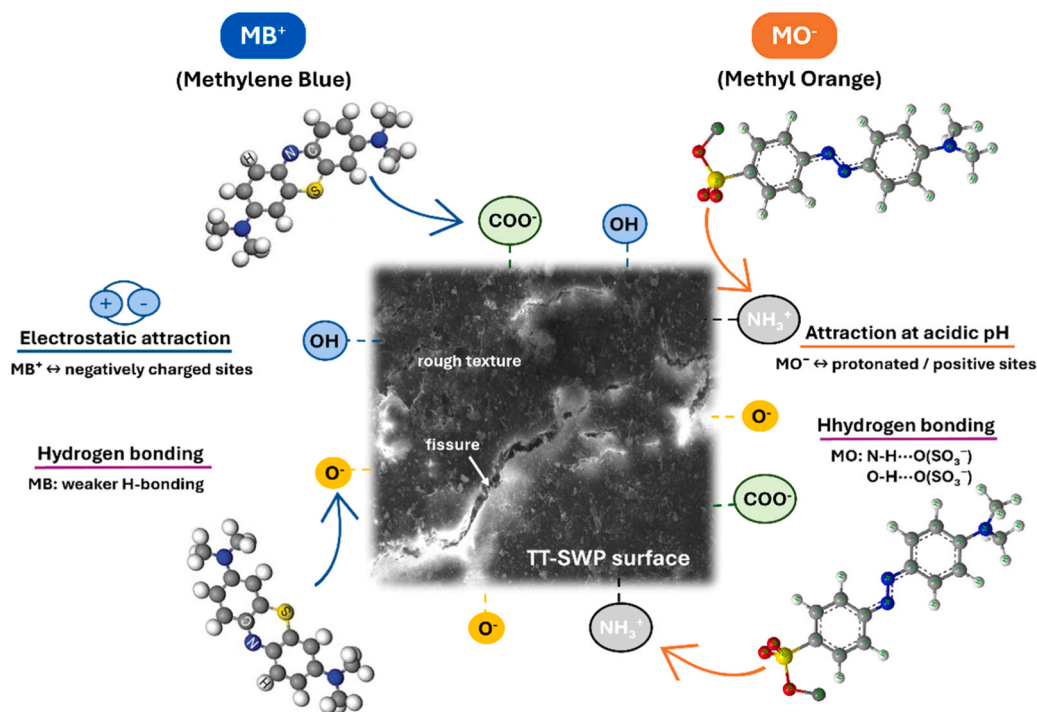 MB⁺
(Methylene Blue)
MO⁻
(Methyl Orange)
H
N
C
S
COO⁻
OH
NH₃⁺
+ -
Electrostatic attraction
MB⁺ ↔ negatively charged sites
OH
rough texture
Attraction at acidic pH
MO⁻ ↔ protonated / positive sites
O⁻
fissure
Hydrogen bonding
MB: weaker H-bonding
O⁻
Hhydrogen bonding
MO: N-H···O(SO₃⁻)
O-H···O(SO₃⁻)
COO⁻
TT-SWP surface
O⁻
NH₃⁺
S
C
N
H